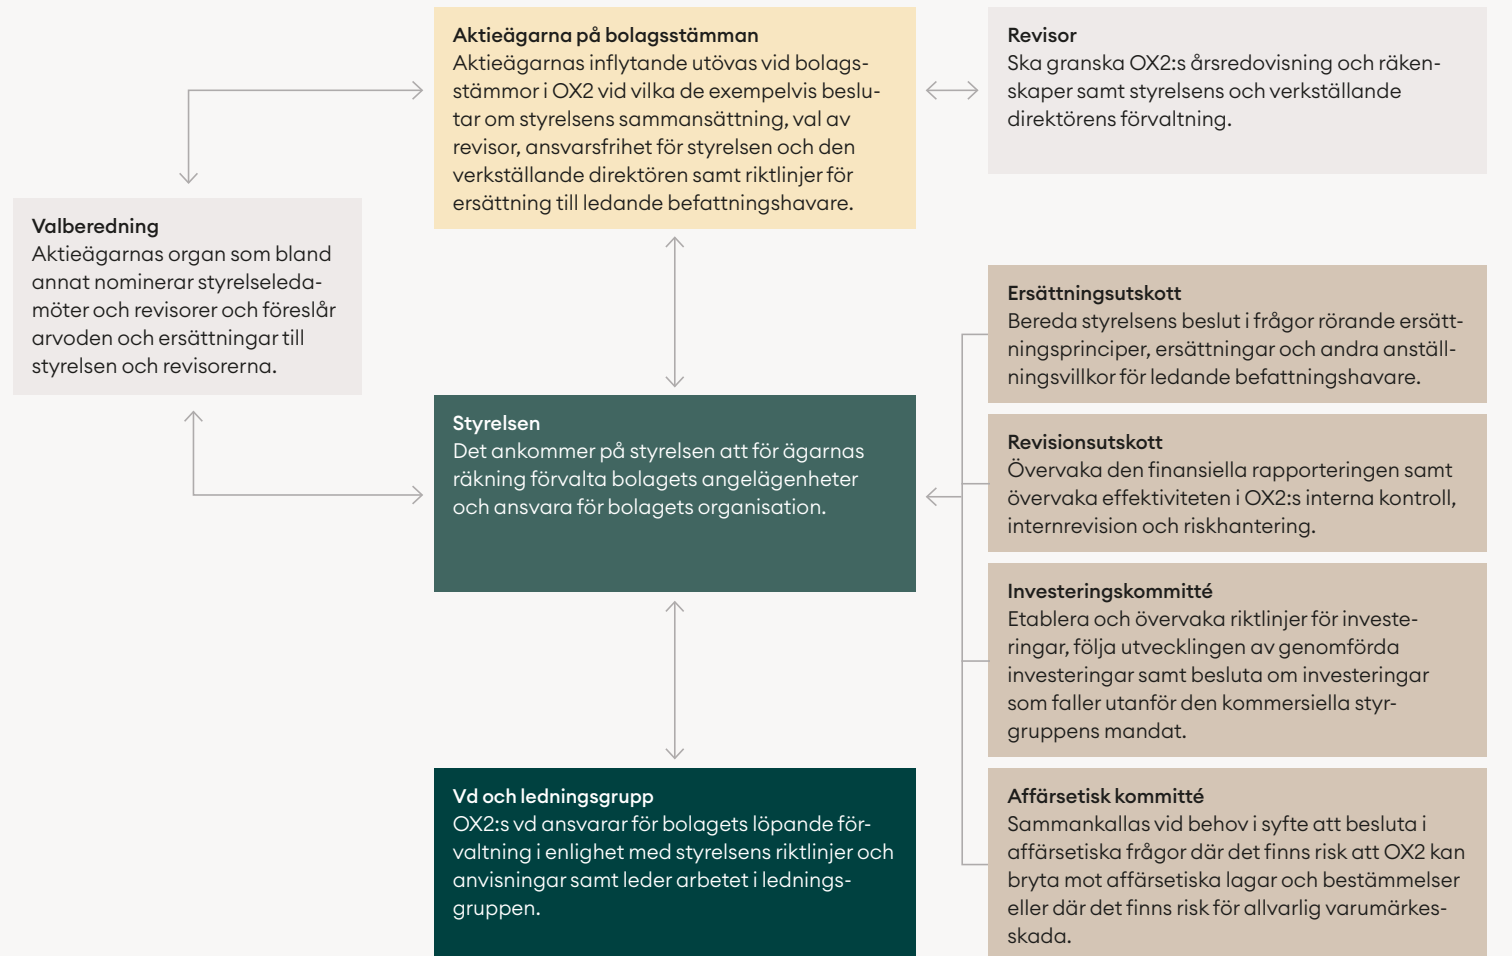 Aktieägarna på bolagsstämman
Aktieägarnas inflytande utövas vid bolags-
stämmor i OX2 vid vilka de exempelvis beslu-
tar om styrelsens sammansättning, val av
revisor, ansvarsfrihet för styrelsen och den
verkställande direktören samt riktlinjer för
ersättning till ledande befattningshavare.
Revisor
Ska granska OX2:s årsredovisning och räken-
skaper samt styrelsens och verkställande
direktörens förvaltning.
Valberedning
Aktieägarnas organ som bland
annat nominerar styrelseleda-
möter och revisorer och föreslår
arvoden och ersättningar till
styrelsen och revisorerna.
Ersättningsutskott
Bereda styrelsens beslut i frågor rörande ersätt-
ningsprinciper, ersättningar och andra anställ-
ningsvillkor för ledande befattningshavare.
Styrelsen
Det ankommer på styrelsen att för ägarnas
räkning förvalta bolagets angelägenheter
och ansvara för bolagets organisation.
Revisionsutskott
Övervaka den finansiella rapporteringen samt
övervaka effektiviteten i OX2:s interna kontroll,
internrevision och riskhantering.
Investeringskommitté
Etablera och övervaka riktlinjer för investe-
ringar, följa utvecklingen av genomförda
investeringar samt besluta om investeringar
som faller utanför den kommersiella styr-
gruppens mandat.
Vd och ledningsgrupp
OX2:s vd ansvarar för bolagets löpande för-
valtning i enlighet med styrelsens riktlinjer och
anvisningar samt leder arbetet i lednings-
gruppen.
Affärsetisk kommitté
Sammankallas vid behov i syfte att besluta i
affärsetiska frågor där det finns risk att OX2 kan
bryta mot affärsetiska lagar och bestämmelser
eller där det finns risk för allvarlig varumärkes-
skada.